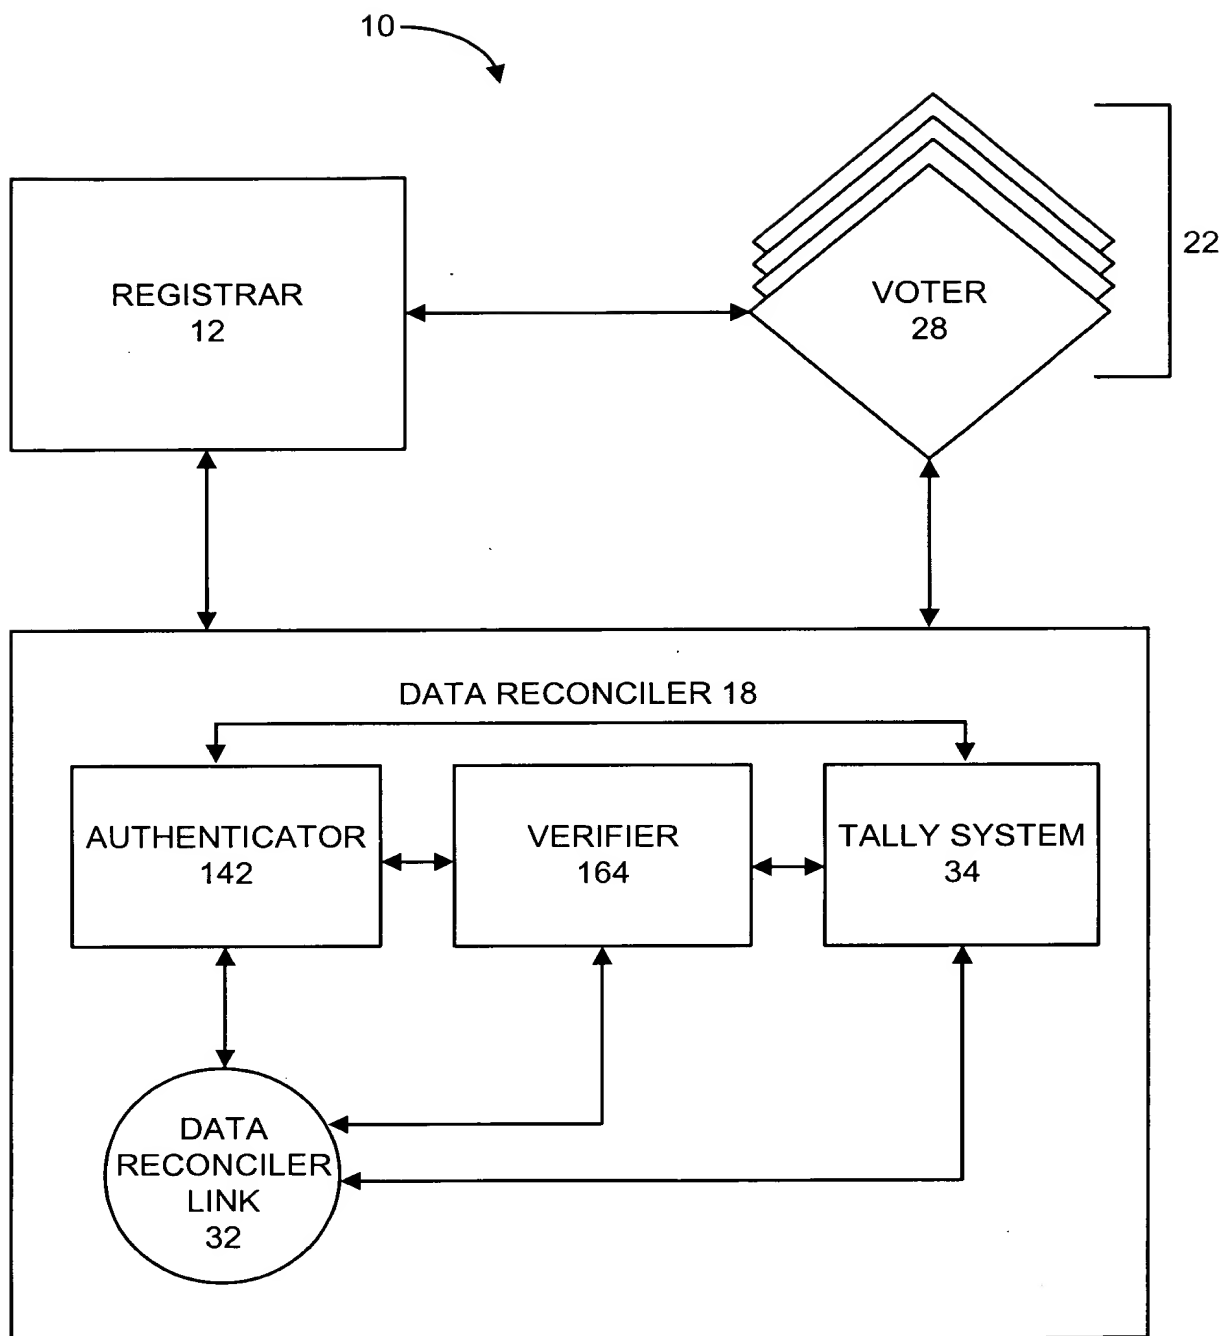 10
22
REGISTRAR
12
VOTER
28
DATA RECONCILER 18
AUTHENTICATOR
142
VERIFIER
164
TALLY SYSTEM
34
DATA
RECONCILER
LINK
32